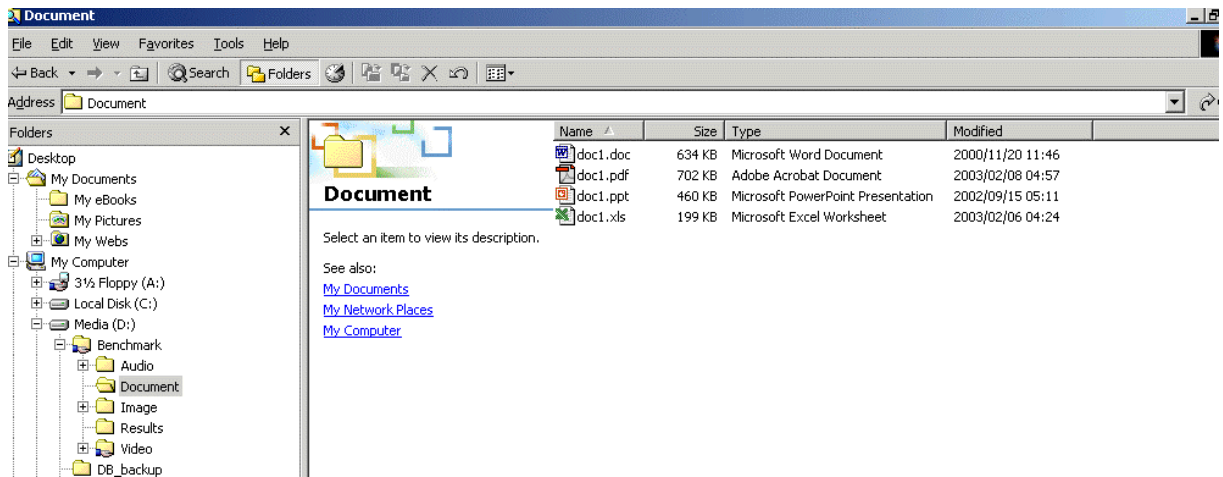 Document
File Edit View Favorites Tools Help
Back Search Folders
Address Document
Folders
Desktop
My Documents
My eBooks
My Pictures
My Webs
My Computer
3½ Floppy (A:)
Local Disk (C:)
Media (D:)
Benchmark
Audio
Document
Image
Results
Video
DB_backup
Document
Select an item to view its description.
See also:
My Documents
My Network Places
My Computer
Name Size Type Modified
doc1.doc 634 KB Microsoft Word Document 2000/11/20 11:46
doc1.pdf 702 KB Adobe Acrobat Document 2003/02/08 04:57
doc1.ppt 460 KB Microsoft PowerPoint Presentation 2002/09/15 05:11
doc1.xls 199 KB Microsoft Excel Worksheet 2003/02/06 04:24